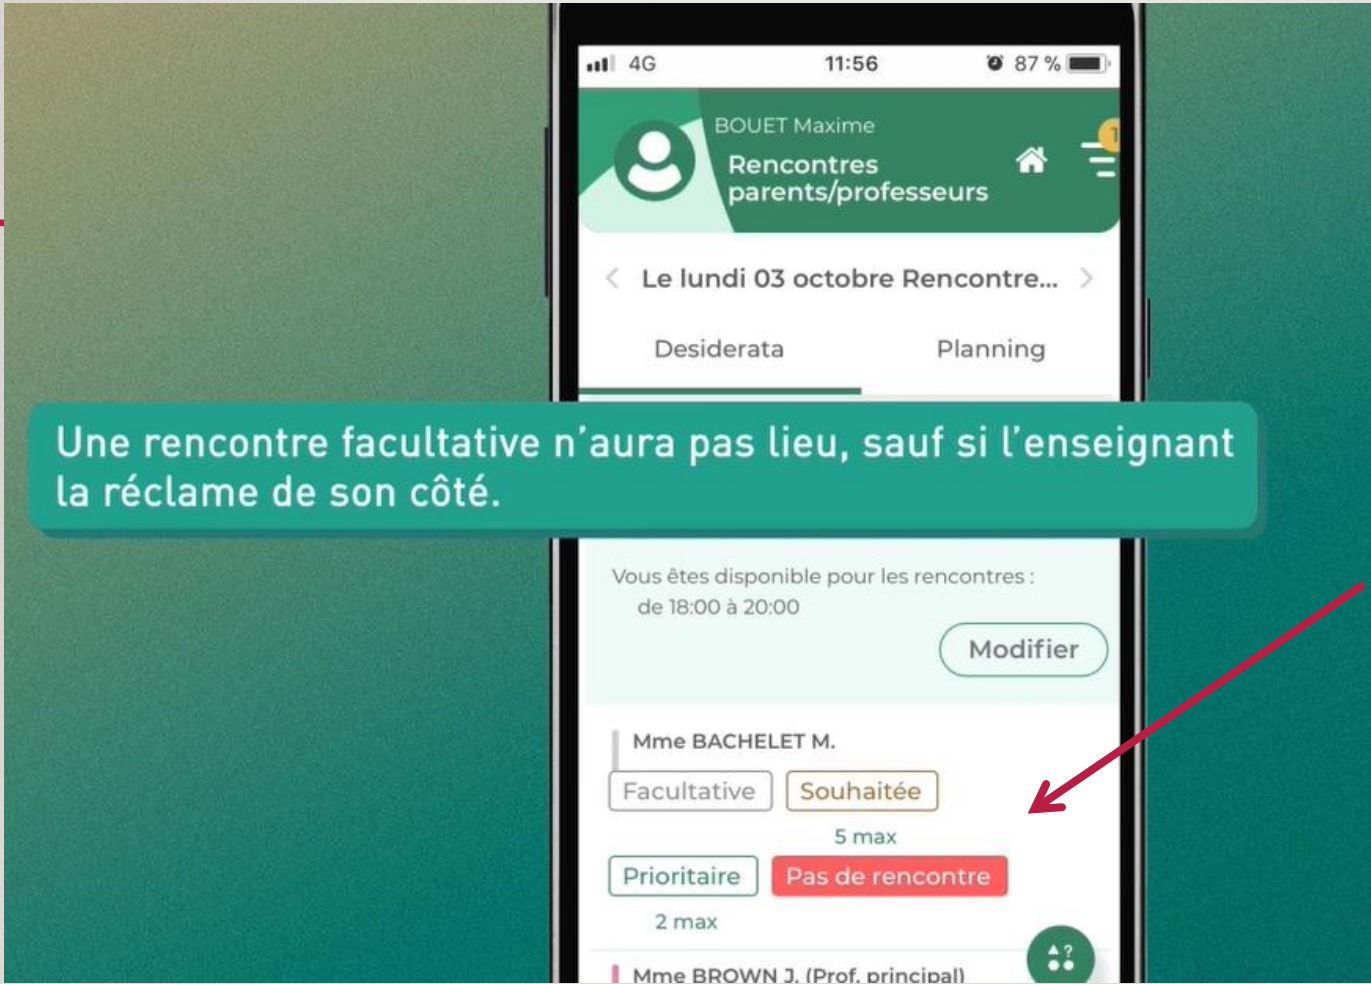 4G 11:56 87 %
BOUET Maxime
1
Rencontres
parents/professeurs
Le lundi 03 octobre Rencontre...
Desiderata Planning
Une rencontre facultative n'aura pas lieu, sauf si l'enseignant
la réclame de son côté.
Vous êtes disponible pour les rencontres :
de 18:00 à 20:00
Modifier
Mme BACHELET M.
Facultative Souhaitée
5 max
Prioritaire Pas de rencontre
2 max
?
Mme BROWN J. (Prof. principal)